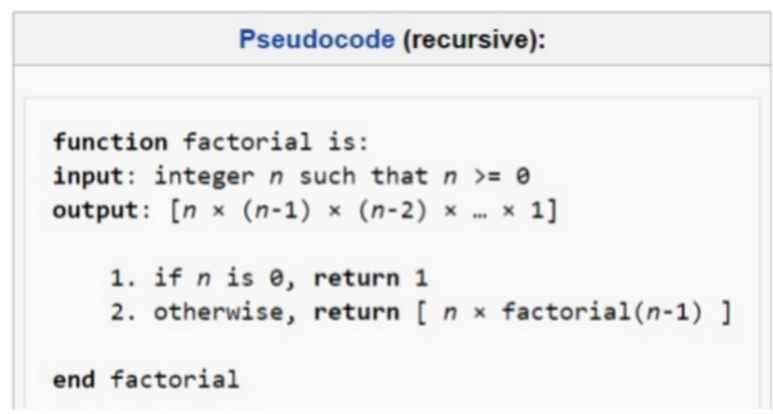 Pseudocode (recursive):
function factorial is:
input: integer n such that n >= 0
output: [n × (n-1) × (n-2) × … × 1]
1. if n is 0, return 1
2. otherwise, return [ n × factorial(n-1) ]
end factorial